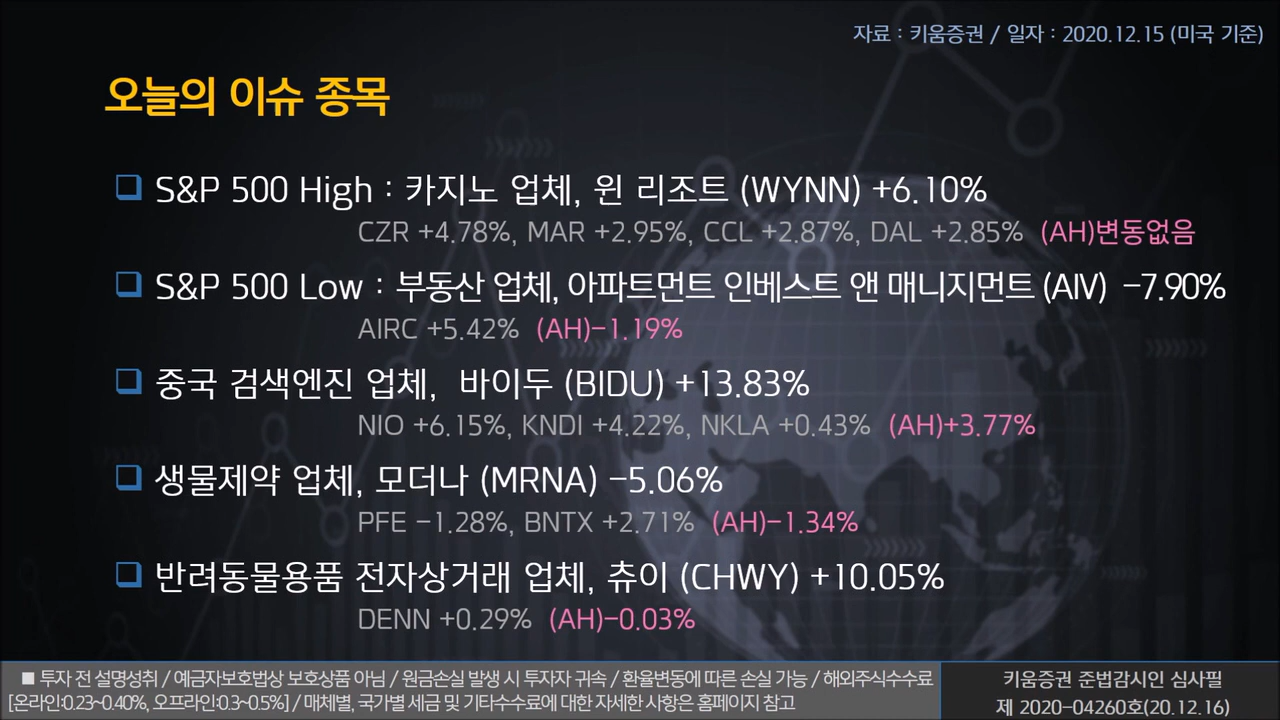 자료 : 키움증권 / 일자 : 2020.12.15 (미국 기준)
오늘의 이슈 종목
❑ S&P 500 High : 카지노 업체, 윈 리조트 (WYNN) +6.10%
CZR +4.78%, MAR +2.95%, CCL +2.87%, DAL +2.85% (AH)변동없음
❑ S&P 500 Low : 부동산 업체, 아파트먼트 인베스트 앤 매니지먼트 (AIV) -7.90%
AIRC +5.42% (AH)-1.19%
❑ 중국 검색엔진 업체, 바이두 (BIDU) +13.83%
NIO +6.15%, KNDI +4.22%, NKLA +0.43% (AH)+3.77%
❑ 생물제약 업체, 모더나 (MRNA) -5.06%
PFE -1.28%, BNTX +2.71% (AH)-1.34%
❑ 반려동물용품 전자상거래 업체, 츄이 (CHWY) +10.05%
DENN +0.29% (AH)-0.03%
■ 투자 전 설명성취 / 예금자보호법상 보호상품 아님 / 원금손실 발생 시 투자자 귀속 / 환율변동에 따른 손실 가능 / 해외주식수수료
[온라인:0.23~0.40%, 오프라인:0.3~0.5%] / 매체별, 국가별 세금 및 기타수수료에 대한 자세한 사항은 홈페이지 참고
키움증권 준법감시인 심사필
제 2020-04260호(20.12.16)